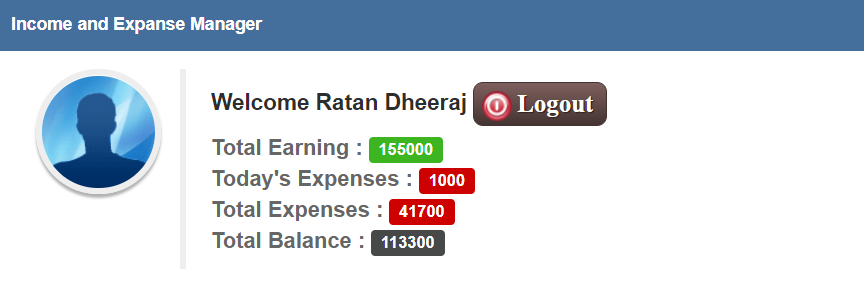 Income and Expanse Manager
Welcome Ratan Dheeraj Logout
Total Earning : 155000
Today's Expenses : 1000
Total Expenses : 41700
Total Balance : 113300